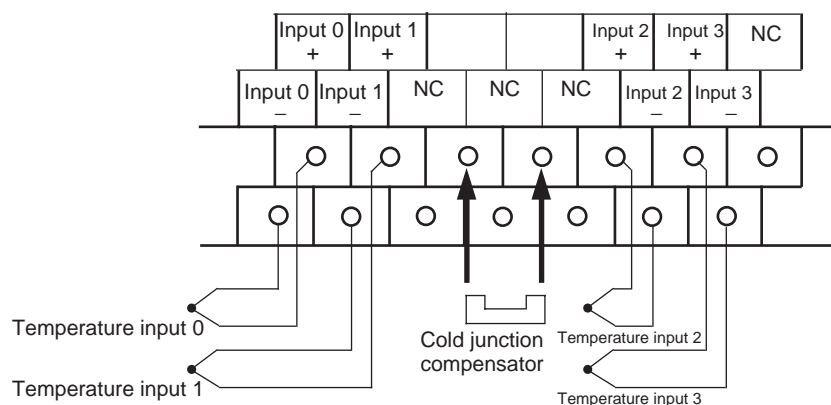 Input 0 Input 1 Input 2 Input 3 NC
+ + + +
Input 0 Input 1 NC NC NC Input 2 Input 3
– – – –
Temperature input 0
Cold junction
compensator
Temperature input 2
Temperature input 1
Temperature input 3